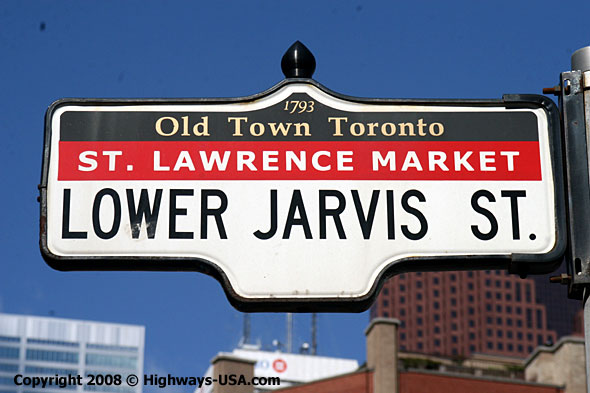 1793
Old Town Toronto
ST. LAWRENCE MARKET
LOWER JARVIS ST.
Copyright 2008 © Highways-USA.com